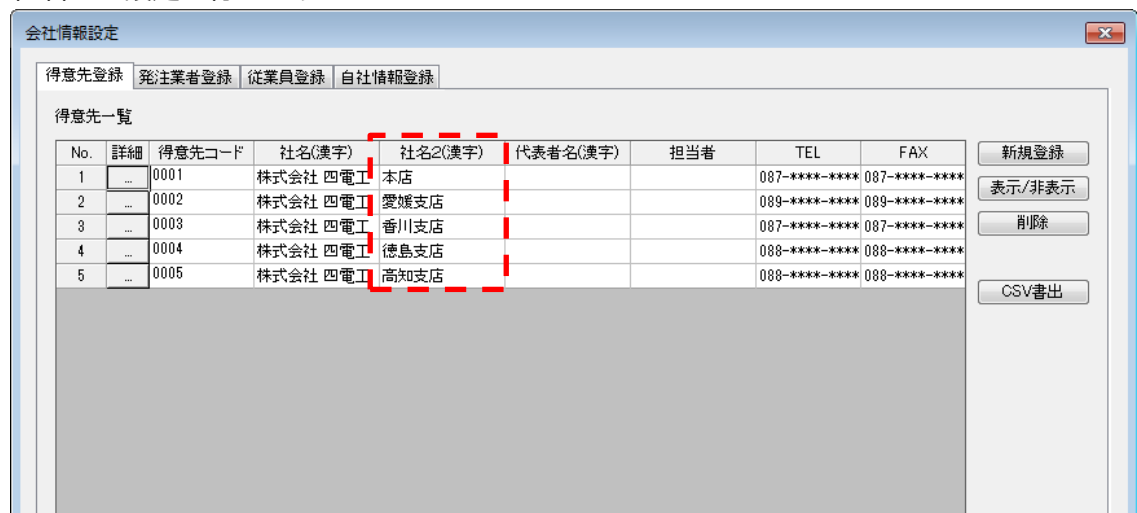 会社情報設定
得意先登録 発注業者登録 従業員登録 自社情報登録
得意先一覧
No. 詳細 得意先コード 社名(漢字) 社名2(漢字) 代表者名(漢字) 担当者 TEL FAX 新規登録
1 ... 0001 株式会社 四電工 本店 087-****-**** 087-****-****
表示/非表示
2 ... 0002 株式会社 四電工 愛媛支店 089-****-**** 089-****-****
3 ... 0003 株式会社 四電工 香川支店 087-****-**** 087-****-**** 削除
4 ... 0004 株式会社 四電工 徳島支店 088-****-**** 088-****-****
5 ... 0005 株式会社 四電工 高知支店 088-****-**** 088-****-****
CSV書出